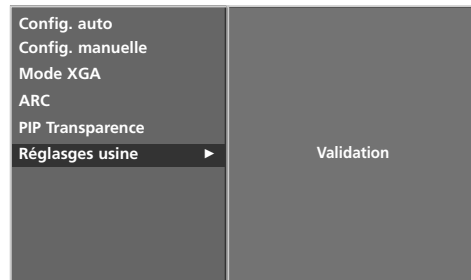 Config. auto
Config. manuelle
Mode XGA
ARC
PIP Transparence
Réglasges usine ►
Validation